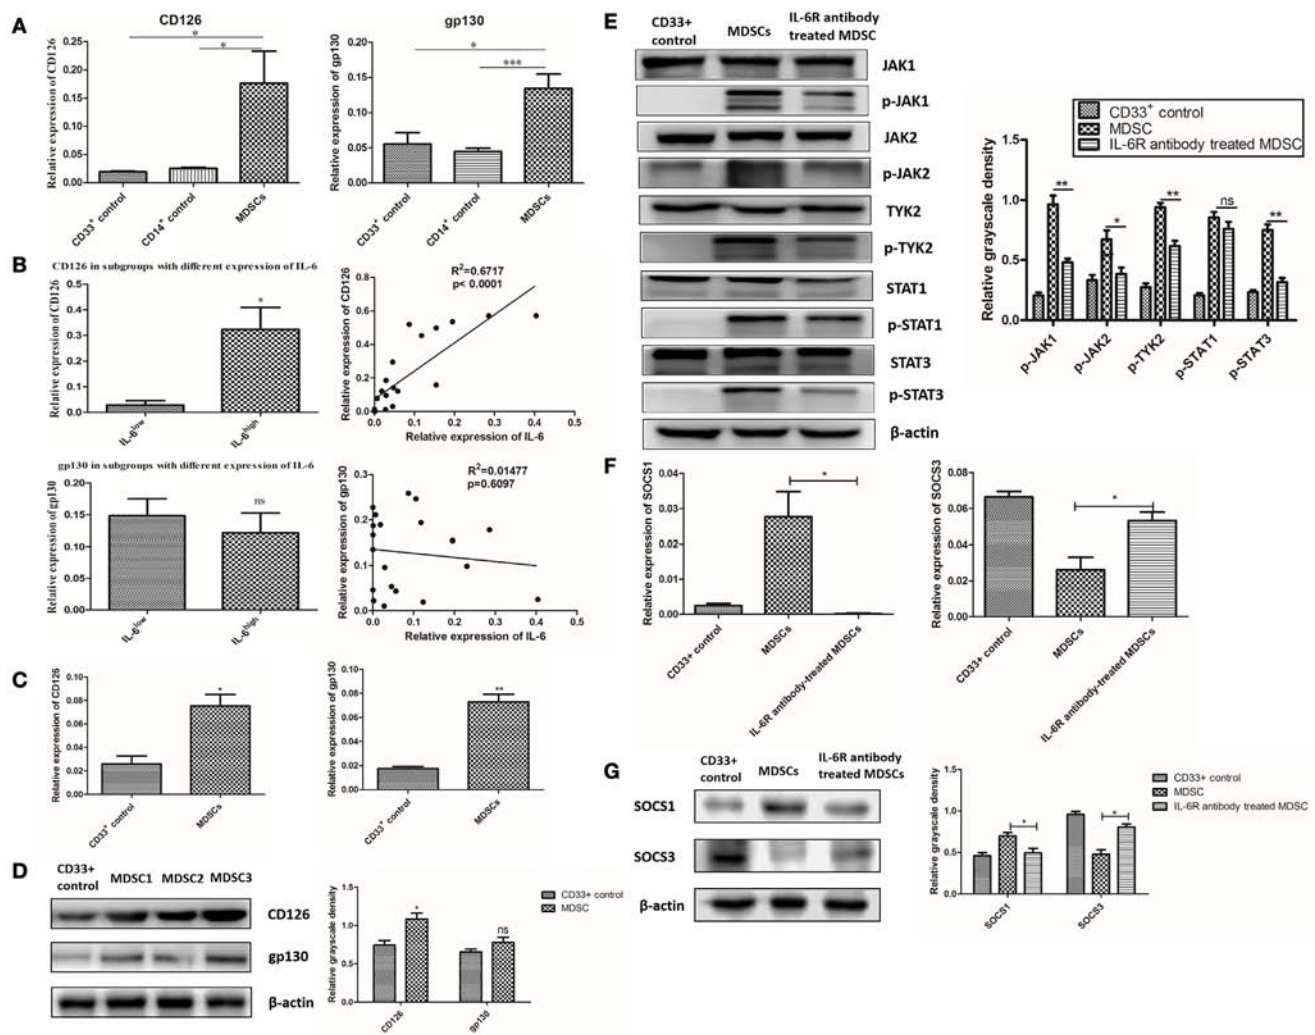 A
CD126
Relative expression of CD126
0.25
0.20
0.15
0.10
0.05
0.00
*
*
CD33+ control
CD14+ control
MDSCs
gp130
Relative expression of gp130
0.20
0.15
0.10
0.05
0.00
*
***
CD33+ control
CD14+ control
MDSCs
B
CD126 in subgroups with different expression of IL-6
Relative expression of CD126
0.5
0.4
0.3
0.2
0.1
0.0
*
IL-6low
IL-6high
R2=0.6717
p< 0.0001
Relative expression of CD126
0.8
0.6
0.4
0.2
0.0
0.0 0.1 0.2 0.3 0.4 0.5
Relative expression of IL-6
gp130 in subgroups with different expression of IL-6
Relative expression of gp130
0.20
0.15
0.10
0.05
0.00
ns
IL-6low
IL-6high
R2=0.01477
p=0.6097
Relative expression of gp130
0.3
0.2
0.1
0.0
0.0 0.1 0.2 0.3 0.4 0.5
Relative expression of IL-6
C
Relative expression of CD126
0.10
0.08
0.06
0.04
0.02
0.00
*
CD33+ control
MDSCs
Relative expression of gp130
0.10
0.08
0.06
0.04
0.02
0.00
**
CD33+ control
MDSCs
D
CD33+
control
MDSC1 MDSC2 MDSC3
CD126
gp130
β-actin
Relative grayscale density
1.5
1.0
0.5
0.0
*
ns
CD126
gp130
CD33+ control
MDSC
E
CD33+
control
MDSCs
IL-6R antibody
treated MDSC
JAK1
p-JAK1
JAK2
p-JAK2
TYK2
p-TYK2
STAT1
p-STAT1
STAT3
p-STAT3
β-actin
CD33+ control
MDSC
IL-6R antibody treated MDSC
Relative grayscale density
1.5
1.0
0.5
0.0
**
*
**
ns
**
p-JAK1
p-JAK2
p-TYK2
p-STAT1
p-STAT3
F
Relative expression of SOCS1
0.04
0.03
0.02
0.01
0.00
*
CD33+ control
MDSCs
IL-6R antibody-treated MDSCs
Relative expression of SOCS3
0.08
0.06
0.04
0.02
0.00
*
CD33+ control
MDSCs
IL-6R antibody-treated MDSCs
G
CD33+
control
MDSCs
IL-6R antibody
treated MDSCs
SOCS1
SOCS3
β-actin
Relative grayscale density
1.5
1.0
0.5
0.0
*
*
SOCS1
SOCS3
CD33+ control
MDSC
IL-6R antibody treated MDSC